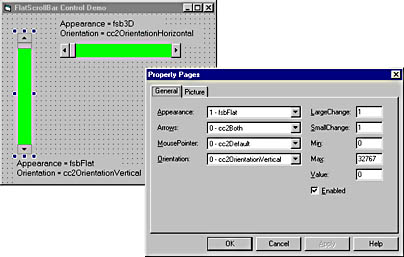 FlatScrollBar Control Demo
Appearance = fsb3D
Orientation = cc2OrientationHorizontal
Appearance = fsbFlat
Orientation = cc2OrientationVertical
Property Pages
General Picture
Appearance: 1 - fsbFlat LargeChange: 1
Arrows: 0 - cc2Both SmallChange: 1
MousePointer: 0 - cc2Default Min: 0
Orientation: 0 - cc2OrientationVertical Max: 32767
Value: 0
Enabled
OK Cancel Apply Help